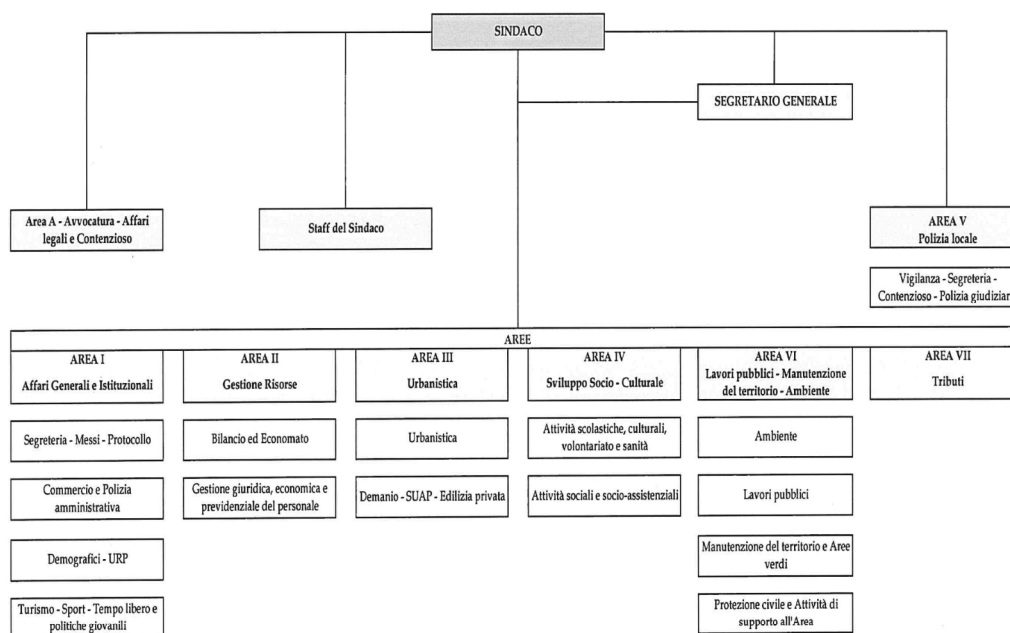 SINDACO
SEGRETARIO GENERALE
Area A - Avvocatura - Affari
legali e Contenzioso
Staff del Sindaco
AREA V
Polizia locale
Vigilanza - Segreteria -
Contenzioso - Polizia giudiziar
AREE
AREA I
Affari Generali e Istituzionali
AREA II
Gestione Risorse
AREA III
Urbanistica
AREA IV
Sviluppo Socio - Culturale
AREA VI
Lavori pubblici - Manutenzione
del territorio - Ambiente
AREA VII
Tributi
Segreteria - Messi - Protocollo
Bilancio ed Economato
Urbanistica
Attività scolastiche, culturali,
volontariato e sanità
Ambiente
Commercio e Polizia
amministrativa
Gestione giuridica, economica e
previdenziale del personale
Demanio - SUAP - Edilizia privata
Attività sociali e socio-assistenziali
Lavori pubblici
Demografici - URP
Manutenzione del territorio e Aree
verdi
Turismo - Sport - Tempo libero e
politiche giovanili
Protezione civile e Attività di
supporto all'Area